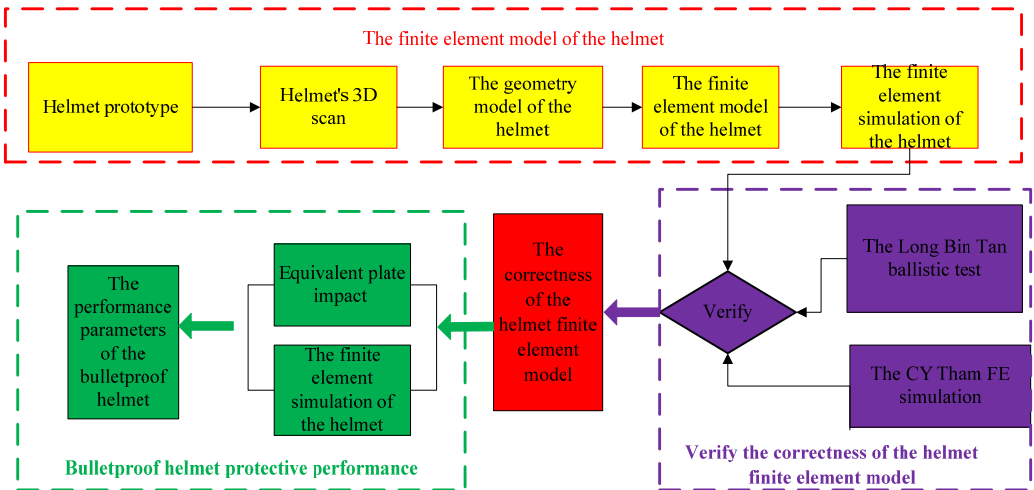 The finite element model of the helmet
Helmet prototype
Helmet's 3D
scan
The geometry
model of the
helmet
The finite
element model
of the helmet
The finite
element
simulation of
the helmet
The
performance
parameters
of the
bulletproof
helmet
Equivalent plate
impact
The finite
element
simulation of
the helmet
The
correctness
of the
helmet finite
element
model
Verify
The Long Bin Tan
ballistic test
The CY Tham FE
simulation
Bulletproof helmet protective performance
Verify the correctness of the helmet
finite element model